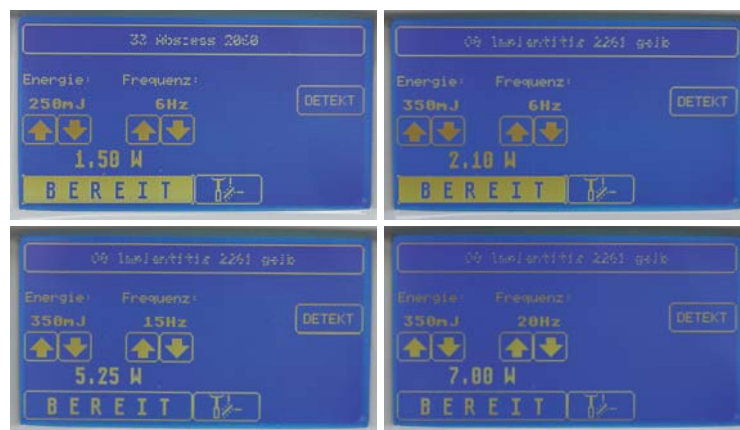 33 Abszess 2060
Energie: Frequenz:
250mJ 6Hz DETEKT
1.50 W
BEREIT
09 Implantitis 2261 gelb
Energie: Frequenz:
350mJ 6Hz DETEKT
2.10 W
BEREIT
09 Implantitis 2261 gelb
Energie: Frequenz:
350mJ 15Hz DETEKT
5.25 W
BEREIT
09 Implantitis 2261 gelb
Energie: Frequenz:
350mJ 20Hz DETEKT
7.00 W
BEREIT